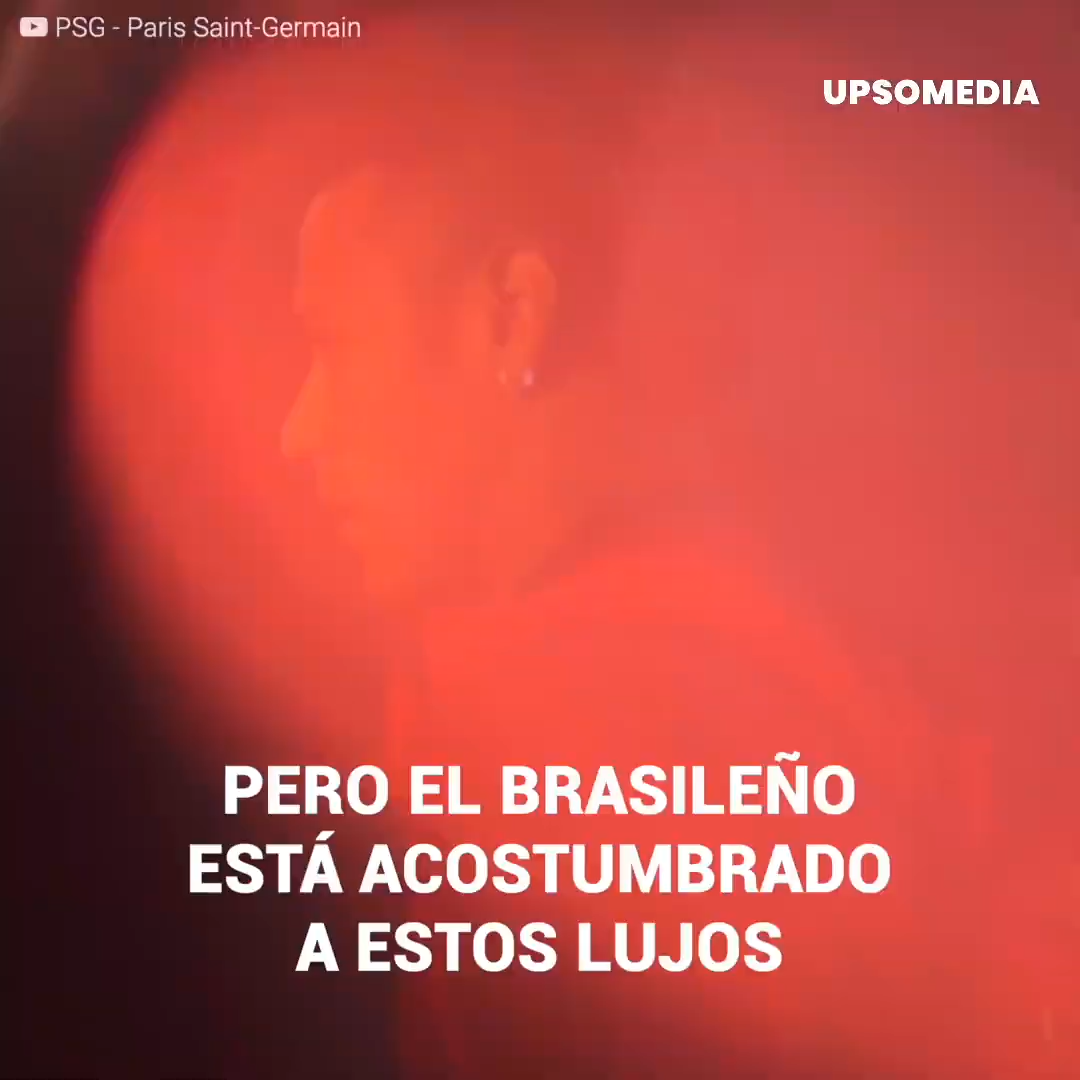 PSG - Paris Saint-Germain
UPSOMEDIA
PERO EL BRASILEÑO
ESTÁ ACOSTUMBRADO
A ESTOS LUJOS